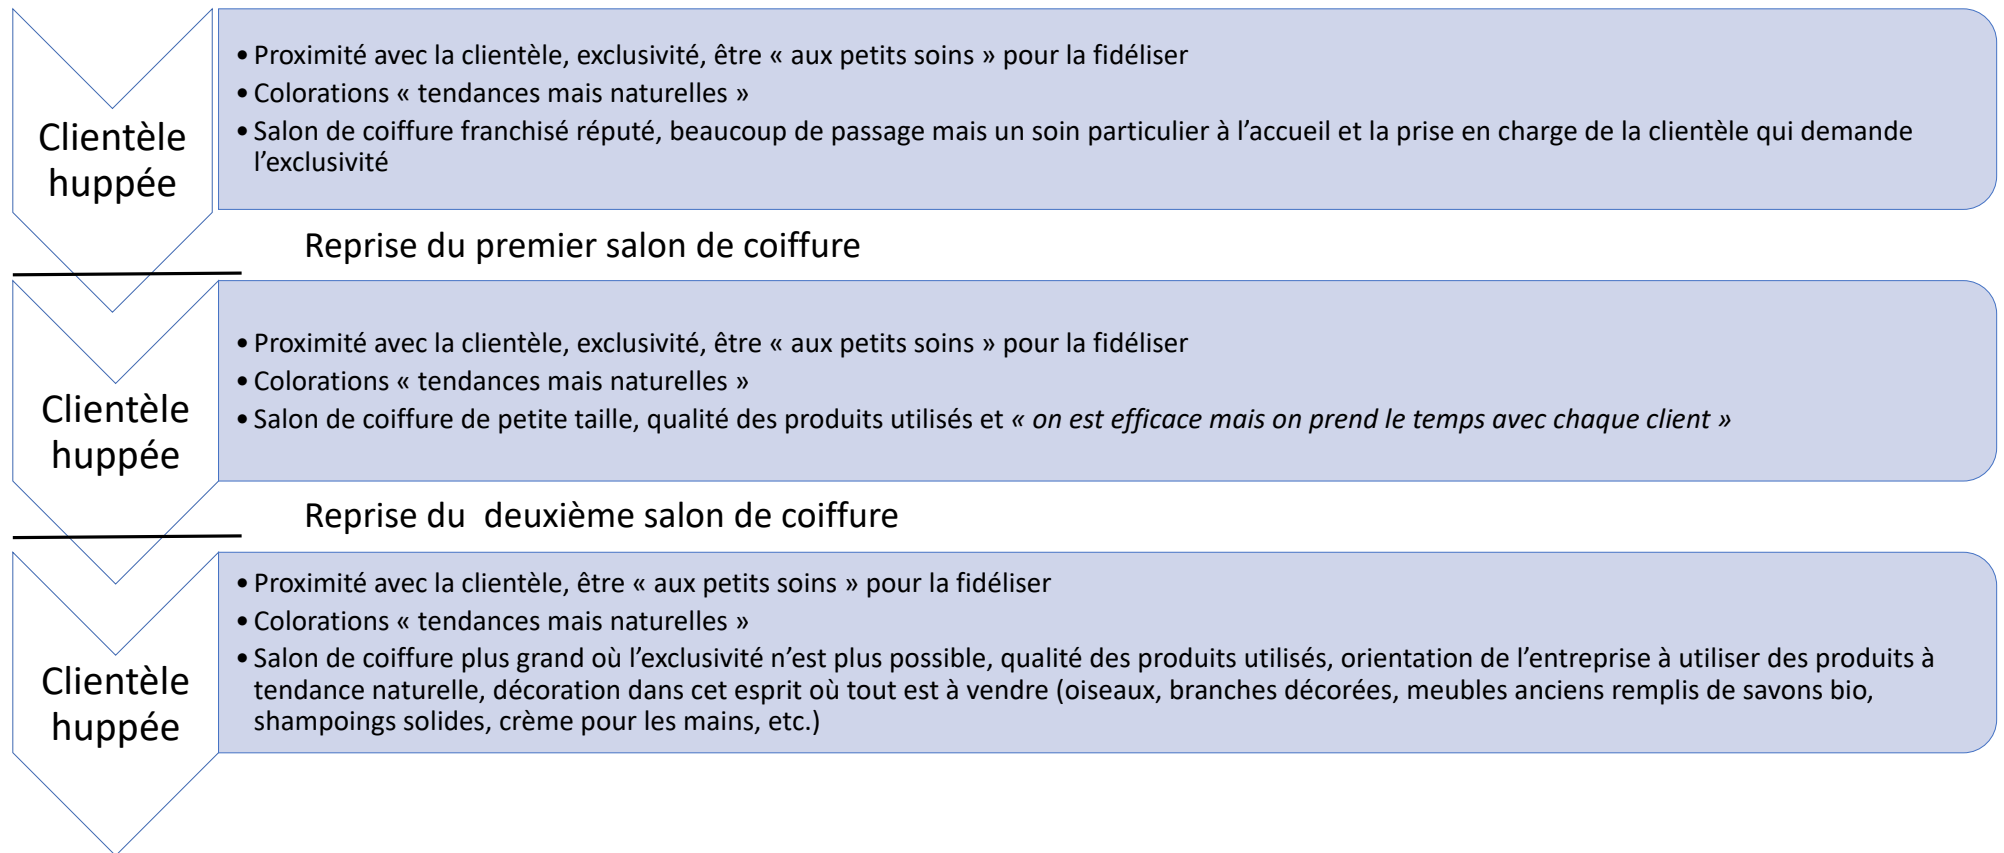 Clientèle
huppée
• Proximité avec la clientèle, exclusivité, être « aux petits soins » pour la fidéliser
• Colorations « tendances mais naturelles »
• Salon de coiffure franchisé réputé, beaucoup de passage mais un soin particulier à l’accueil et la prise en charge de la clientèle qui demande
l’exclusivité
Reprise du premier salon de coiffure
Clientèle
huppée
• Proximité avec la clientèle, exclusivité, être « aux petits soins » pour la fidéliser
• Colorations « tendances mais naturelles »
• Salon de coiffure de petite taille, qualité des produits utilisés et « on est efficace mais on prend le temps avec chaque client »
Reprise du  deuxième salon de coiffure
Clientèle
huppée
• Proximité avec la clientèle, être « aux petits soins » pour la fidéliser
• Colorations « tendances mais naturelles »
• Salon de coiffure plus grand où l’exclusivité n’est plus possible, qualité des produits utilisés, orientation de l’entreprise à utiliser des produits à
tendance naturelle, décoration dans cet esprit où tout est à vendre (oiseaux, branches décorées, meubles anciens remplis de savons bio,
shampoings solides, crème pour les mains, etc.)